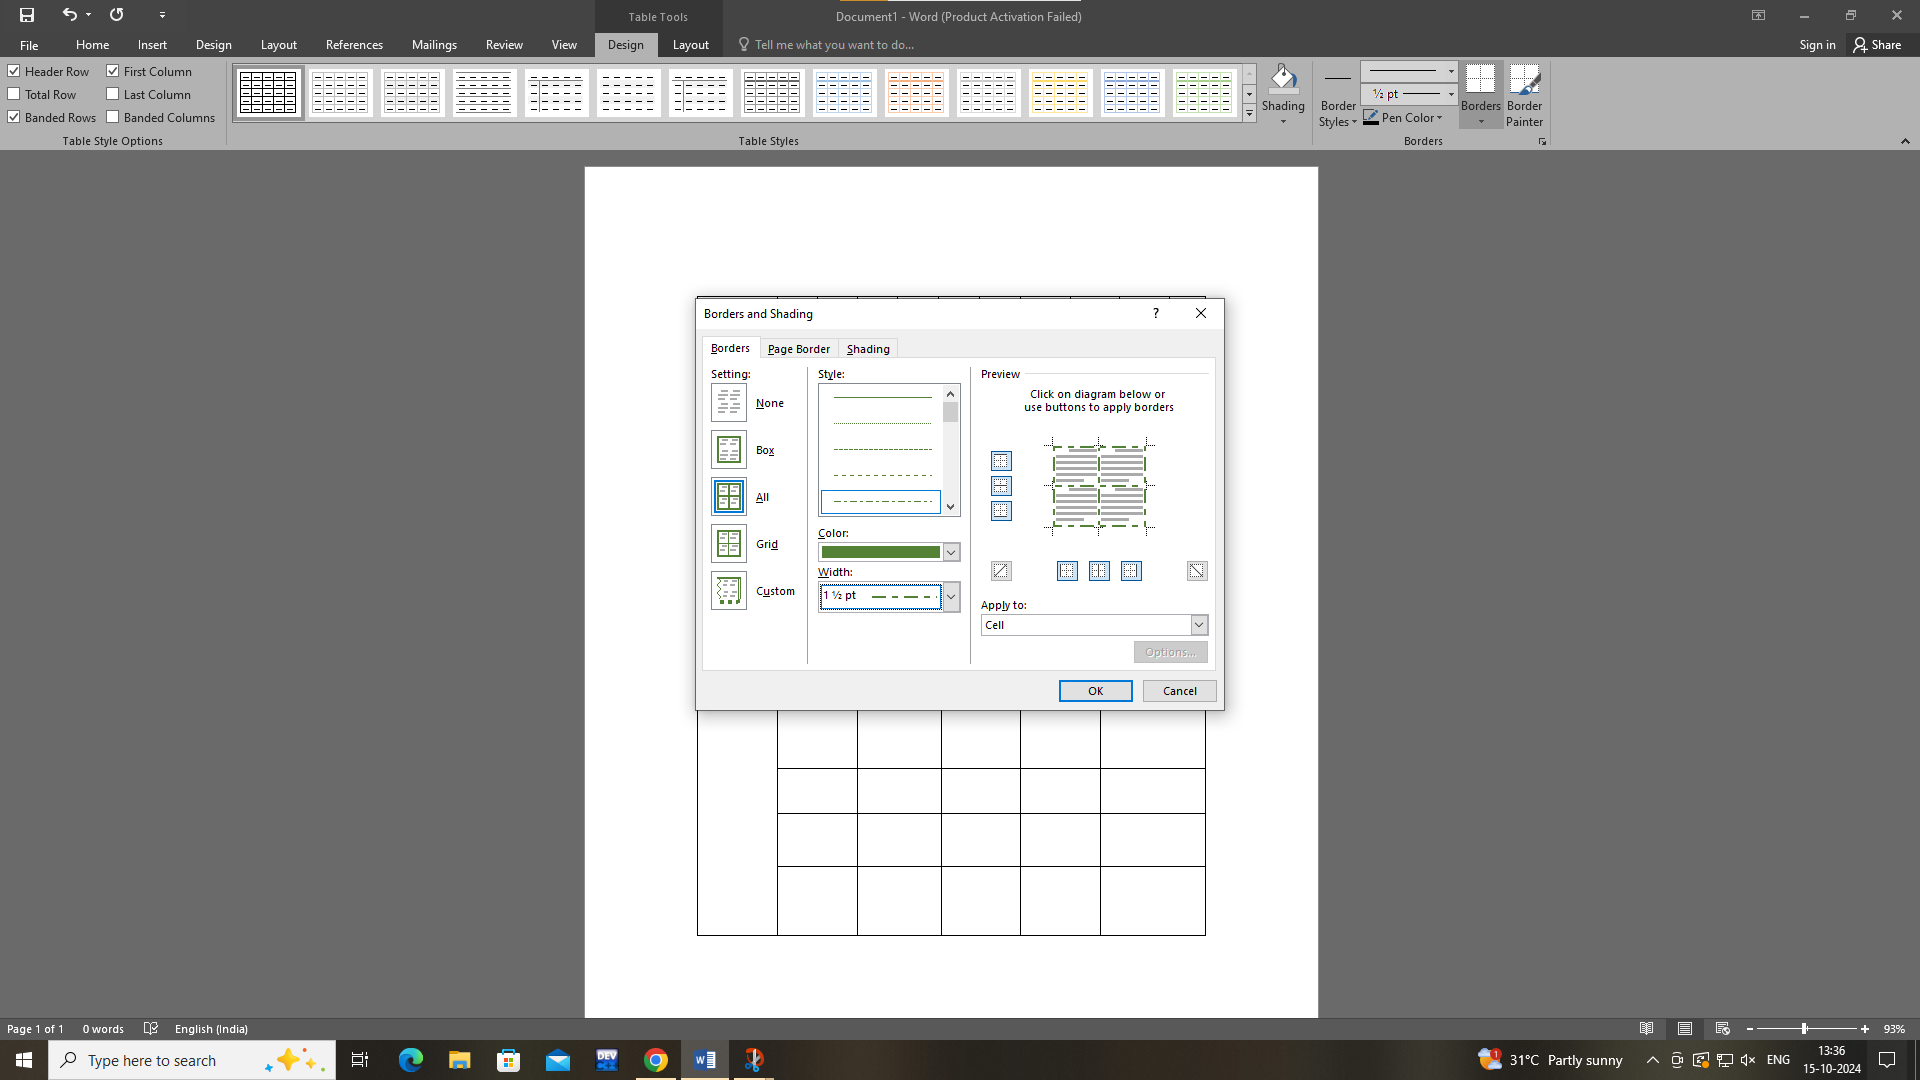 Table Tools
Document1 - Word (Product Activation Failed)
File Home Insert Design Layout References Mailings Review View Design Layout Tell me what you want to do... Sign in Share
Header Row First Column
Total Row Last Column
Banded Rows Banded Columns
Table Style Options
Table Styles
Shading
Border Styles
½ pt
Pen Color
Borders
Border Painter
Borders
Borders and Shading ?
Borders Page Border Shading
Setting:
None
Box
All
Grid
Custom
Style:
Color:
Width:
1 ½ pt
Preview
Click on diagram below or
use buttons to apply borders
Apply to:
Cell
Options...
OK Cancel
Page 1 of 1 0 words English (India) 93%
Type here to search
DEV
1
31°C Partly sunny
ENG
13:36
15-10-2024